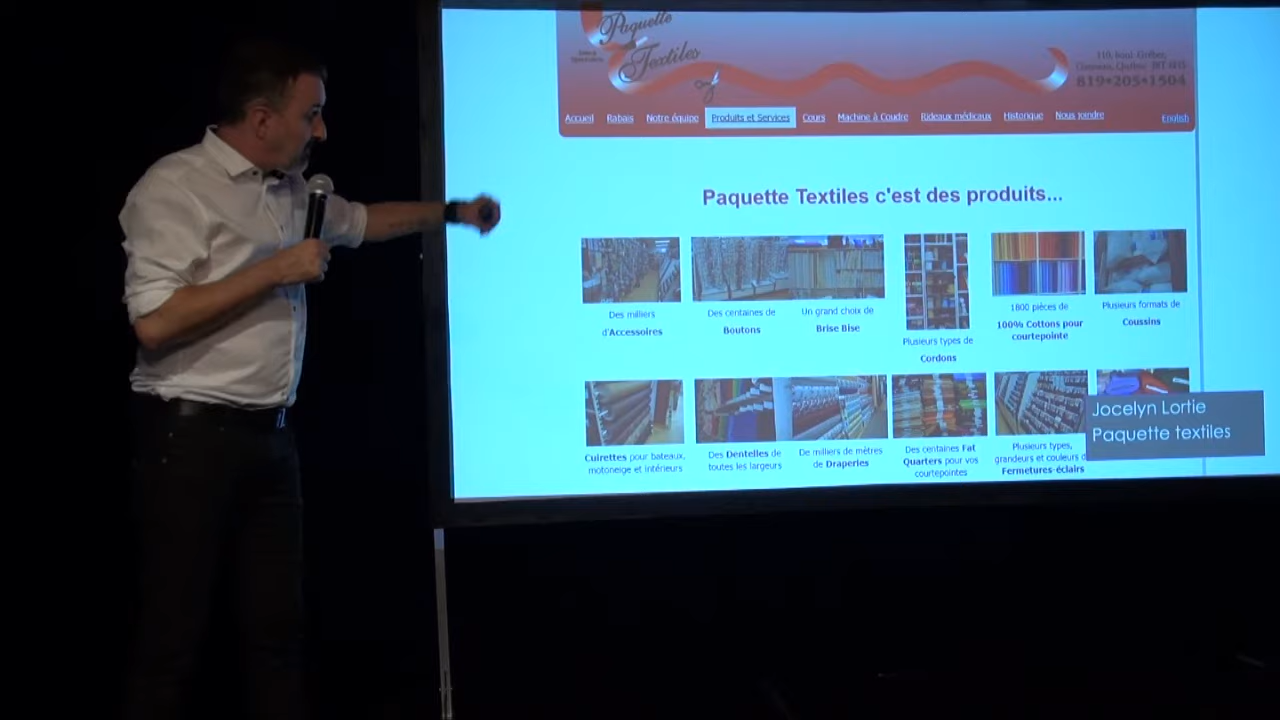 Paquette
Textiles
819•205•1504
Accueil Rabais Notre équipe Produits et Services Cours Machine à Coudre Rideaux médicaux Historique Nous joindre English
Paquette Textiles c'est des produits...
Des milliers
d'Accessoires
Des centaines de
Boutons
Un grand choix de
Brise Bise
Plusieurs types de
Cordons
1800 pièces de
100% Cottons pour
courtepointe
Plusieurs formats de
Coussins
Cuirettes pour bateaux,
motoneige et intérieurs
Des Dentelles de
toutes les largeurs
De milliers de mètres
de Draperies
Des centaines Fat
Quarters pour vos
courtepointes
Plusieurs types,
grandeurs et couleurs d
Fermetures-éclairs
Jocelyn Lortie
Paquette textiles